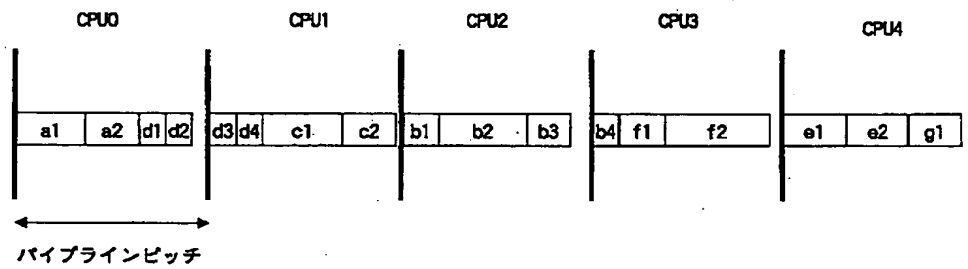 CPU0 CPU1 CPU2 CPU3 CPU4
a1 a2 d1 d2 d3 d4 c1 c2 b1 b2 b3 b4 f1 f2 e1 e2 g1
パイプラインピッチ